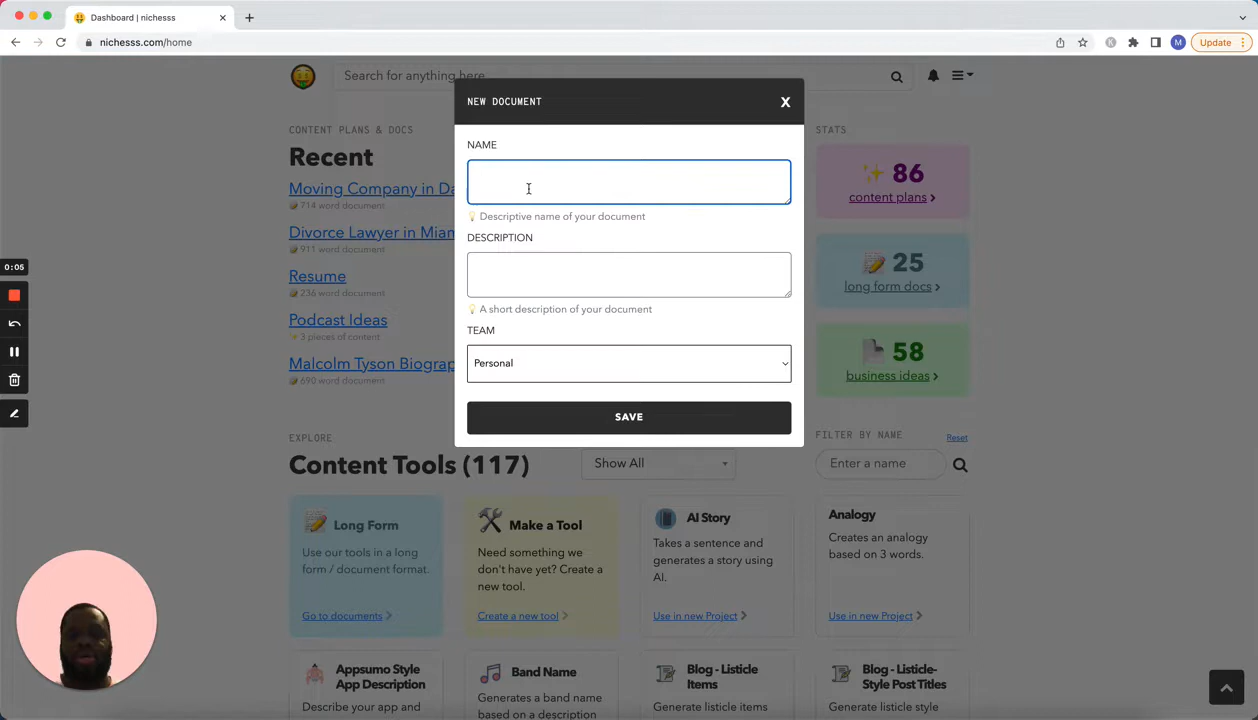 Dashboard | nichesss
nichesss.com/home
M
Update
Search for anything here
NEW DOCUMENT
X
NAME
💡 Descriptive name of your document
DESCRIPTION
💡 A short description of your document
TEAM
Personal
SAVE
CONTENT PLANS & DOCS
Recent
Moving Company in Da
714 word document
Divorce Lawyer in Miam
911 word document
Resume
236 word document
Podcast Ideas
3 pieces of content
Malcolm Tyson Biograp
690 word document
STATS
86
content plans
25
long form docs
58
business ideas
0:05
EXPLORE
Content Tools (117)
Show All
FILTER BY NAME
Reset
Enter a name
Long Form
Use our tools in a long
form / document format.
Go to documents
Make a Tool
Need something we
don't have yet? Create a
new tool.
Create a new tool
AI Story
Takes a sentence and
generates a story using
AI.
Use in new Project
Analogy
Creates an analogy
based on 3 words.
Use in new Project
Appsumo Style
App Description
Describe your app and
Band Name
Generates a band name
based on a description
Blog - Listicle
Items
Generate listicle items
Blog - Listicle-
Style Post Titles
Generate listicle style